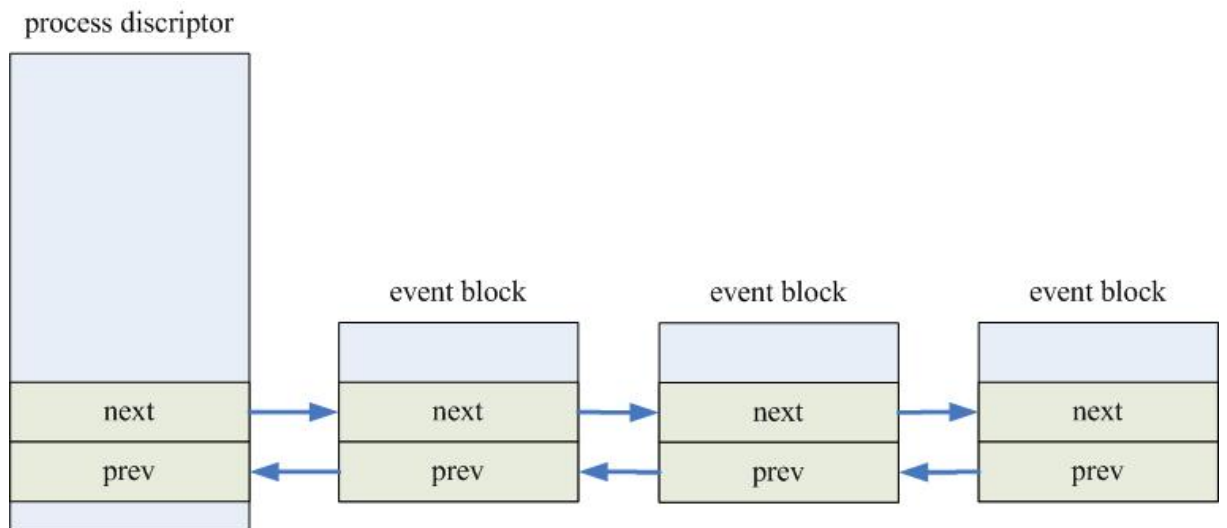 process discriptor
event block
event block
event block
next
next
next
next
prev
prev
prev
prev